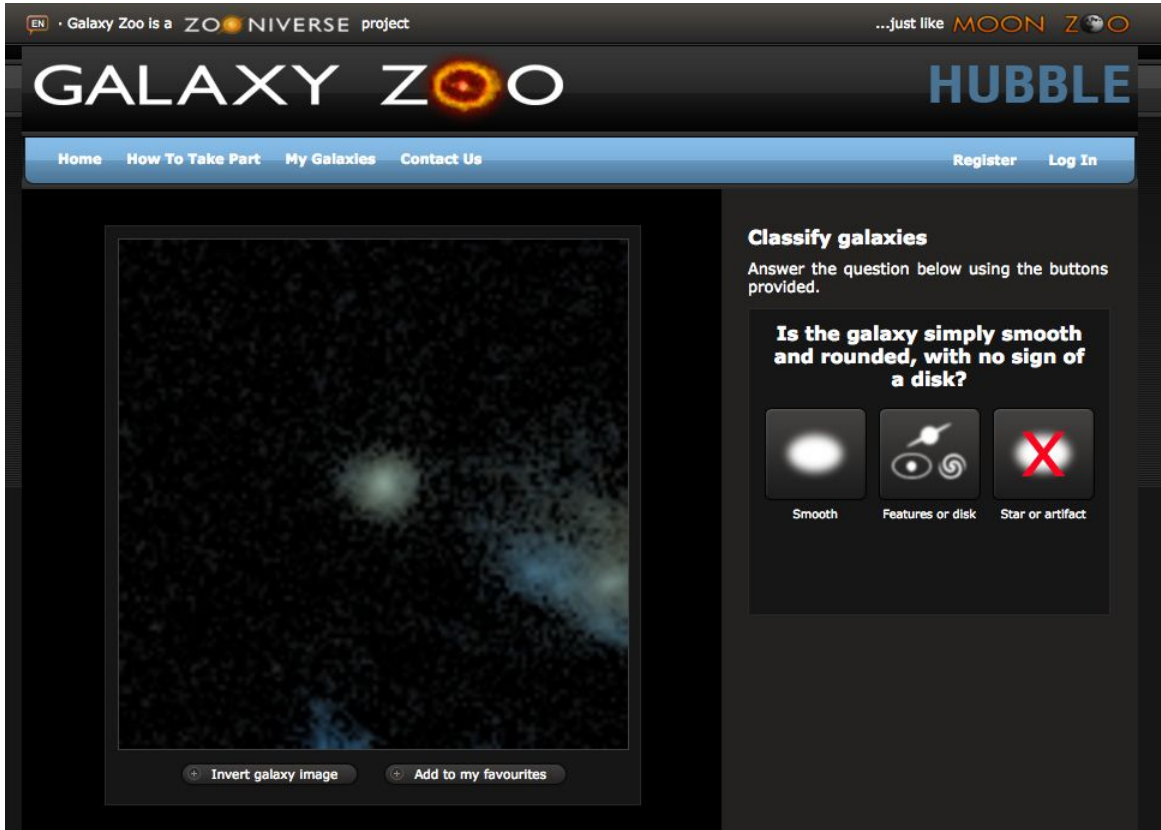 EN · Galaxy Zoo is a ZOONIVERSE project ...just like MOON ZOO
GALAXY ZOO HUBBLE
Home How To Take Part My Galaxies Contact Us Register Log In
Classify galaxies
Answer the question below using the buttons
provided.
Is the galaxy simply smooth
and rounded, with no sign of
a disk?
X
Smooth Features or disk Star or artifact
+ Invert galaxy image + Add to my favourites